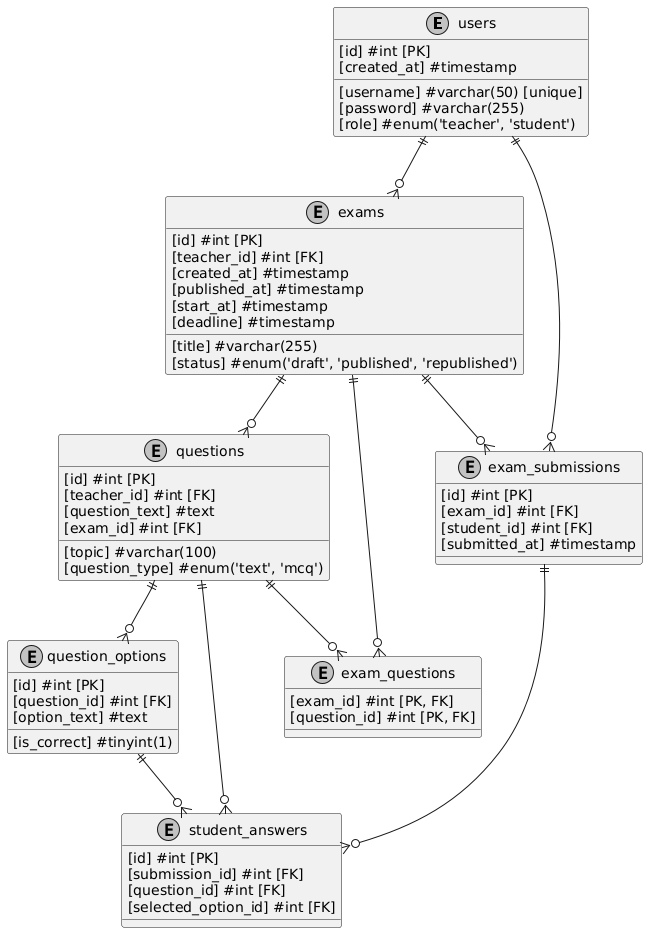 E users
[id] #int [PK]
[created_at] #timestamp
[username] #varchar(50) [unique]
[password] #varchar(255)
[role] #enum('teacher', 'student')
E exams
[id] #int [PK]
[teacher_id] #int [FK]
[created_at] #timestamp
[published_at] #timestamp
[start_at] #timestamp
[deadline] #timestamp
[title] #varchar(255)
[status] #enum('draft', 'published', 'republished')
E questions
[id] #int [PK]
[teacher_id] #int [FK]
[question_text] #text
[exam_id] #int [FK]
[topic] #varchar(100)
[question_type] #enum('text', 'mcq')
E exam_submissions
[id] #int [PK]
[exam_id] #int [FK]
[student_id] #int [FK]
[submitted_at] #timestamp
E question_options
[id] #int [PK]
[question_id] #int [FK]
[option_text] #text
[is_correct] #tinyint(1)
E exam_questions
[exam_id] #int [PK, FK]
[question_id] #int [PK, FK]
E student_answers
[id] #int [PK]
[submission_id] #int [FK]
[question_id] #int [FK]
[selected_option_id] #int [FK]